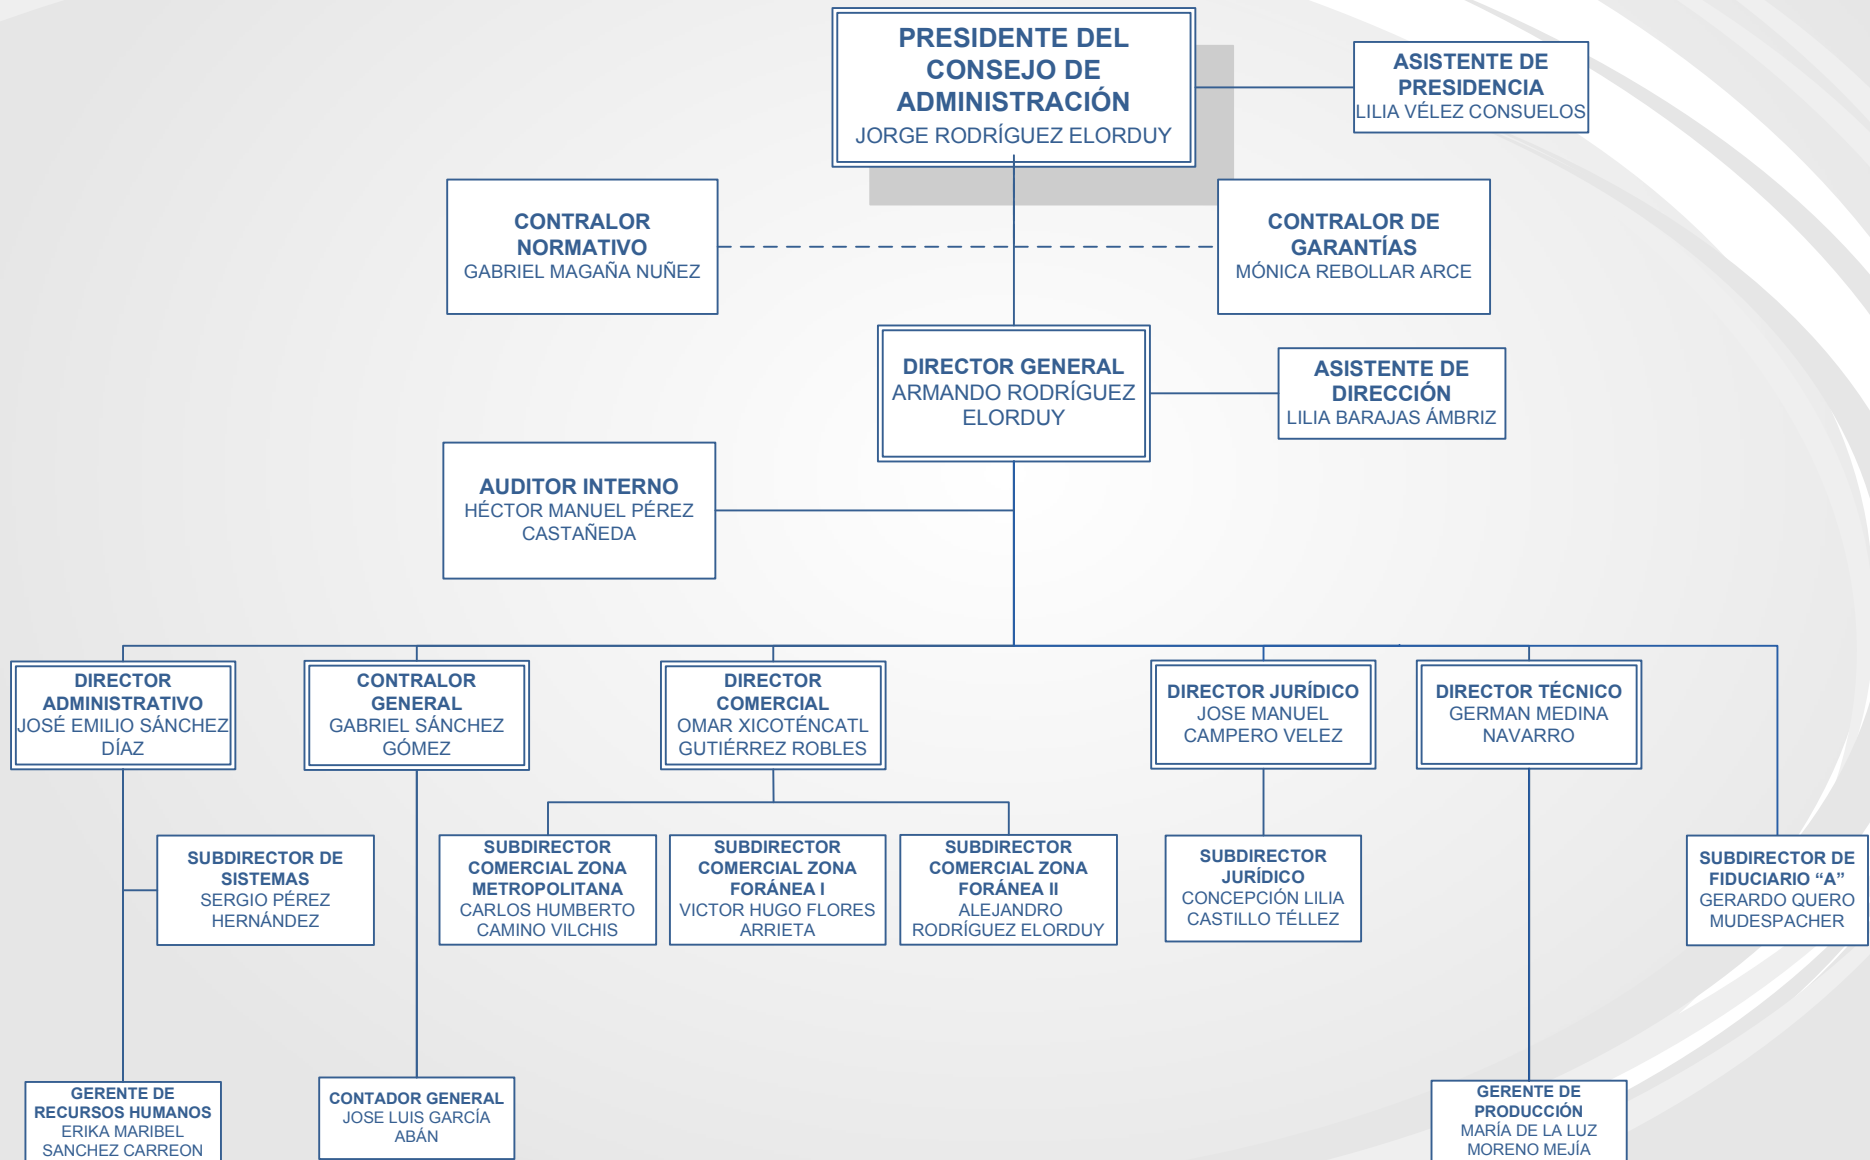 PRESIDENTE DEL
CONSEJO DE
ADMINISTRACIÓN
JORGE RODRÍGUEZ ELORDUY
ASISTENTE DE
PRESIDENCIA
LILIA VÉLEZ CONSUELOS
CONTRALOR
NORMATIVO
GABRIEL MAGAÑA NUÑEZ
CONTRALOR DE
GARANTÍAS
MÓNICA REBOLLAR ARCE
DIRECTOR GENERAL
ARMANDO RODRÍGUEZ
ELORDUY
ASISTENTE DE
DIRECCIÓN
LILIA BARAJAS ÁMBRIZ
AUDITOR INTERNO
HÉCTOR MANUEL PÉREZ
CASTAÑEDA
DIRECTOR
ADMINISTRATIVO
JOSÉ EMILIO SÁNCHEZ
DÍAZ
CONTRALOR
GENERAL
GABRIEL SÁNCHEZ
GÓMEZ
DIRECTOR
COMERCIAL
OMAR XICOTÉNCATL
GUTIÉRREZ ROBLES
DIRECTOR JURÍDICO
JOSE MANUEL
CAMPERO VELEZ
DIRECTOR TÉCNICO
GERMAN MEDINA
NAVARRO
SUBDIRECTOR DE
SISTEMAS
SERGIO PÉREZ
HERNÁNDEZ
SUBDIRECTOR
COMERCIAL ZONA
METROPOLITANA
CARLOS HUMBERTO
CAMINO VILCHIS
SUBDIRECTOR
COMERCIAL ZONA
FORÁNEA I
VICTOR HUGO FLORES
ARRIETA
SUBDIRECTOR
COMERCIAL ZONA
FORÁNEA II
ALEJANDRO
RODRÍGUEZ ELORDUY
SUBDIRECTOR
JURÍDICO
CONCEPCIÓN LILIA
CASTILLO TÉLLEZ
SUBDIRECTOR DE
FIDUCIARIO “A”
GERARDO QUERO
MUDESPACHER
GERENTE DE
RECURSOS HUMANOS
ERIKA MARIBEL
SANCHEZ CARREON
CONTADOR GENERAL
JOSE LUIS GARCÍA
ABÁN
GERENTE DE
PRODUCCIÓN
MARÍA DE LA LUZ
MORENO MEJÍA